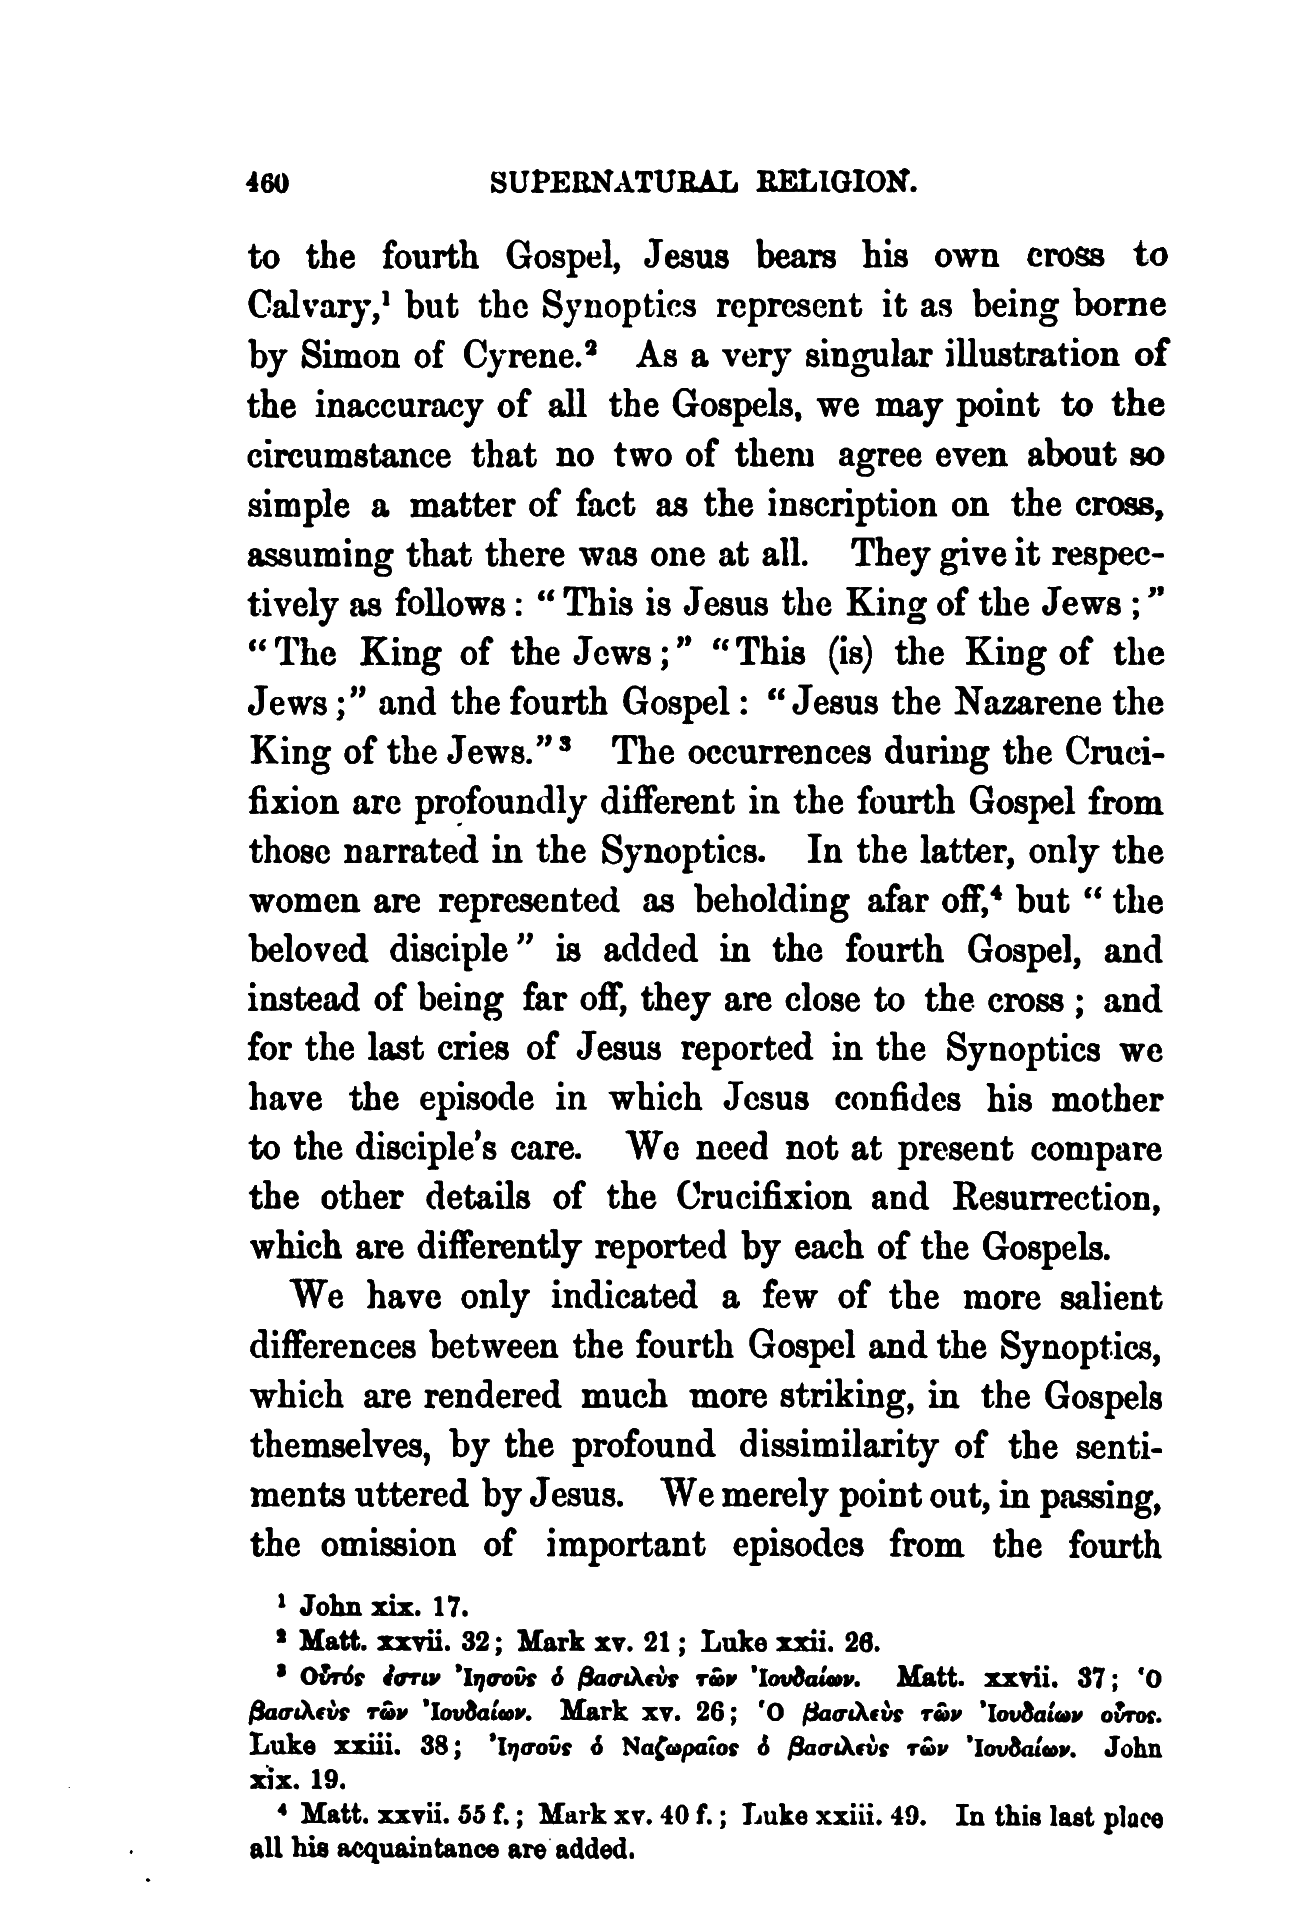 460 SUPERNATURAL RELIGION.
to the fourth Gospel, Jesus bears his own cross to
Calvary,¹ but the Synoptics represent it as being borne
by Simon of Cyrene.² As a very singular illustration of
the inaccuracy of all the Gospels, we may point to the
circumstance that no two of them agree even about so
simple a matter of fact as the inscription on the cross,
assuming that there was one at all. They give it respec-
tively as follows : “ This is Jesus the King of the Jews ; ”
“ The King of the Jews ; ” “ This (is) the King of the
Jews ; ” and the fourth Gospel : “ Jesus the Nazarene the
King of the Jews.” ³ The occurrences during the Cruci-
fixion are profoundly different in the fourth Gospel from
those narrated in the Synoptics. In the latter, only the
women are represented as beholding afar off,⁴ but “ the
beloved disciple ” is added in the fourth Gospel, and
instead of being far off, they are close to the cross ; and
for the last cries of Jesus reported in the Synoptics we
have the episode in which Jesus confides his mother
to the disciple’s care. We need not at present compare
the other details of the Crucifixion and Resurrection,
which are differently reported by each of the Gospels.
We have only indicated a few of the more salient
differences between the fourth Gospel and the Synoptics,
which are rendered much more striking, in the Gospels
themselves, by the profound dissimilarity of the senti-
ments uttered by Jesus. We merely point out, in passing,
the omission of important episodes from the fourth
¹ John xix. 17.
² Matt. xxvii. 32 ; Mark xv. 21 ; Luke xxii. 26.
³ Οὗτός ἐστιν Ἰησοῦς ὁ βασιλεὺς τῶν Ἰουδαίων. Matt. xxvii. 37 ; Ὁ
βασιλεὺς τῶν Ἰουδαίων. Mark xv. 26 ; Ὁ βασιλεὺς τῶν Ἰουδαίων οὗτος.
Luke xxiii. 38 ; Ἰησοῦς ὁ Ναζωραῖος ὁ βασιλεὺς τῶν Ἰουδαίων. John
xix. 19.
⁴ Matt. xxvii. 55 f. ; Mark xv. 40 f. ; Luke xxiii. 49. In this last place
all his acquaintance are added.